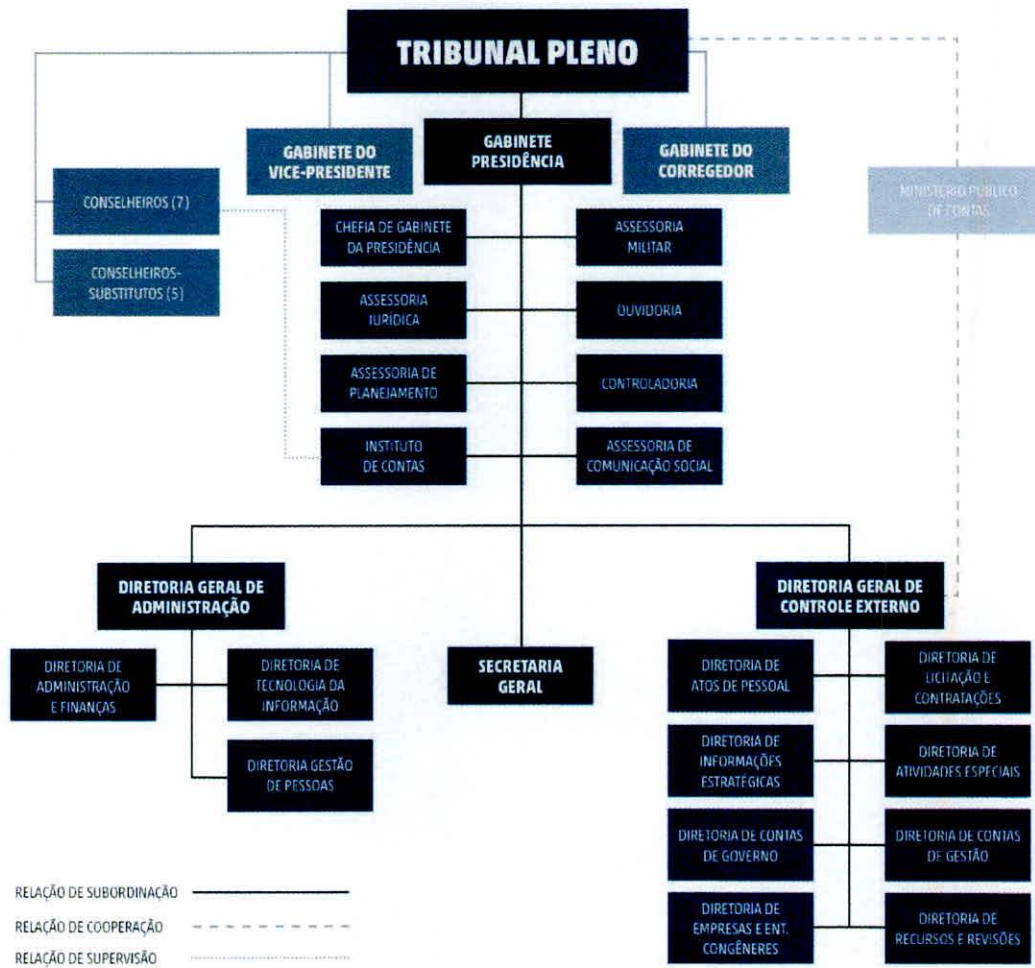 TRIBUNAL PLENO
GABINETE DO
VICE-PRESIDENTE
GABINETE
PRESIDÊNCIA
GABINETE DO
CORREGEDOR
CONSELHEIROS (7)
CONSELHEIROS-
SUBSTITUTOS (5)
MINISTÉRIO PÚBLICO
DE CONTAS
CHEFIA DE GABINETE
DA PRESIDÊNCIA
ASSESSORIA
MILITAR
ASSESSORIA
JURÍDICA
OUVIDORIA
ASSESSORIA DE
PLANEJAMENTO
CONTROLADORIA
INSTITUTO
DE CONTAS
ASSESSORIA DE
COMUNICAÇÃO SOCIAL
DIRETORIA GERAL DE
ADMINISTRAÇÃO
DIRETORIA DE
ADMINISTRAÇÃO
E FINANÇAS
DIRETORIA DE
TECNOLOGIA DA
INFORMAÇÃO
DIRETORIA GESTÃO
DE PESSOAS
SECRETARIA
GERAL
DIRETORIA GERAL DE
CONTROLE EXTERNO
DIRETORIA DE
ATOS DE PESSOAL
DIRETORIA DE
LICITAÇÃO E
CONTRATAÇÕES
DIRETORIA DE
INFORMAÇÕES
ESTRATÉGICAS
DIRETORIA DE
ATIVIDADES ESPECIAIS
DIRETORIA DE CONTAS
DE GOVERNO
DIRETORIA DE CONTAS
DE GESTÃO
DIRETORIA DE
EMPRESAS E ENT.
CONGÊNERES
DIRETORIA DE
RECURSOS E REVISÕES
RELAÇÃO DE SUBORDINAÇÃO
RELAÇÃO DE COOPERAÇÃO
RELAÇÃO DE SUPERVISÃO